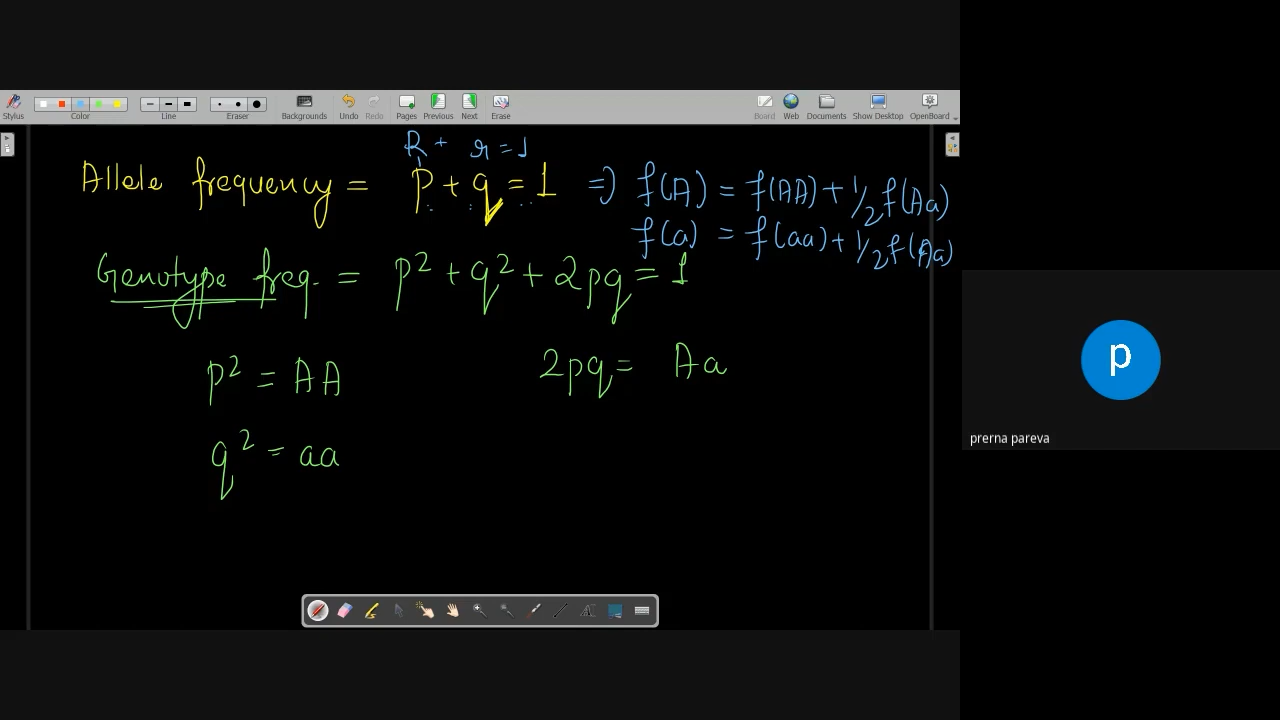 Stylus Color Line Eraser Backgrounds Undo Redo Pages Previous Next Erase Board Web Documents Show Desktop OpenBoard
R + r = 1
Allele frequency = p + q = 1 ⇒ f(A) = f(AA) + 1/2 f(Aa)
f(a) = f(aa) + 1/2 f(Aa)
Genotype freq. = p² + q² + 2pq = 1
p² = AA 2pq = Aa
q² = aa
p
prerna pareva